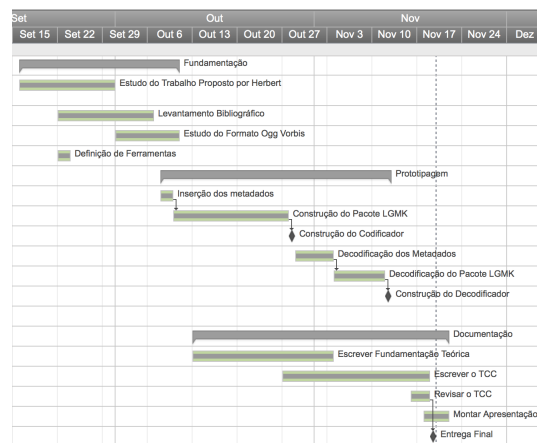 Set Out Nov
Set 15 Set 22 Set 29 Out 6 Out 13 Out 20 Out 27 Nov 3 Nov 10 Nov 17 Nov 24 Dez
Fundamentação
Estudo do Trabalho Proposto por Herbert
Levantamento Bibliográfico
Estudo do Formato Ogg Vorbis
Definição de Ferramentas
Prototipagem
Inserção dos metadados
Construção do Pacote LGMK
Construção do Codificador
Decodificação dos Metadados
Decodificação do Pacote LGMK
Construção do Decodificador
Documentação
Escrever Fundamentação Teórica
Escrever o TCC
Revisar o TCC
Montar Apresentação
Entrega Final